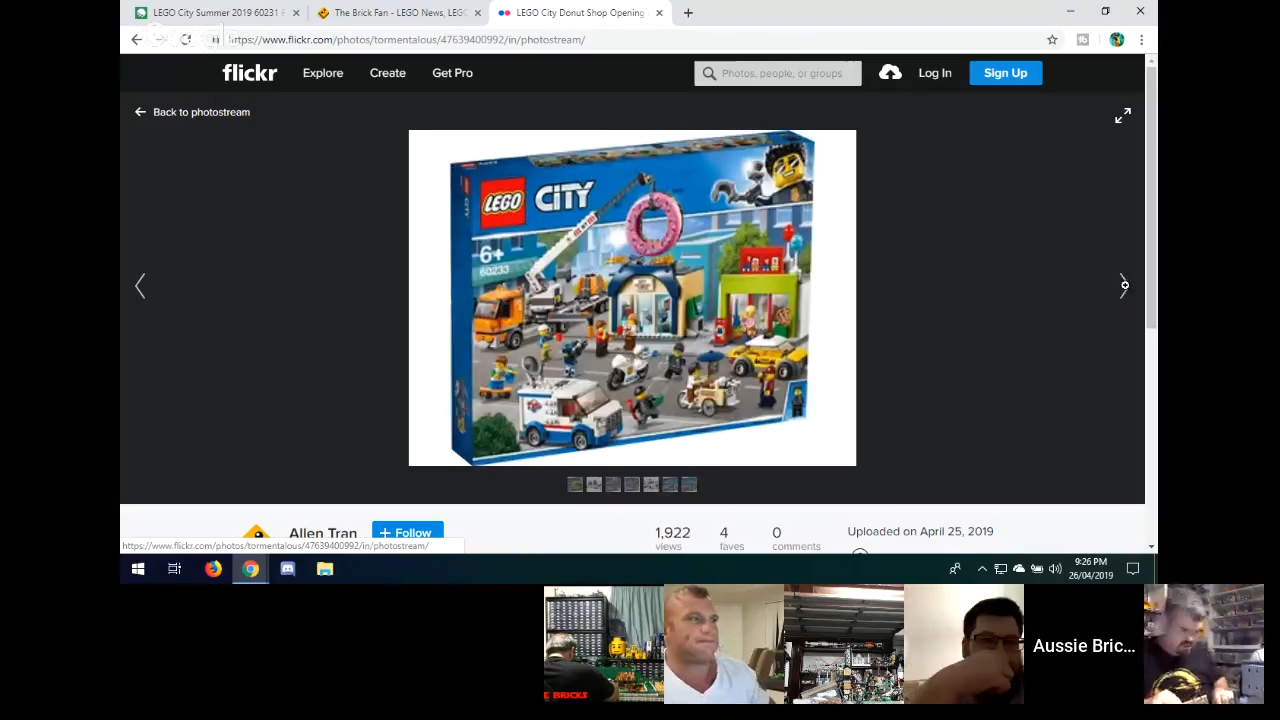 LEGO City Summer 2019 60231 F
The Brick Fan - LEGO News, LEGO
LEGO City Donut Shop Opening
https://www.flickr.com/photos/tormentalous/47639400992/in/photostream/
flickr
Explore
Create
Get Pro
Photos, people, or groups
Log In
Sign Up
Back to photostream
LEGO
CITY
6+
60233
Allen Tran
+ Follow
1,922
views
4
faves
0
comments
Uploaded on April 25, 2019
https://www.flickr.com/photos/tormentalous/47639400992/in/photostream/
9:26 PM
26/04/2019
E BRICKS
Aussie Bric...